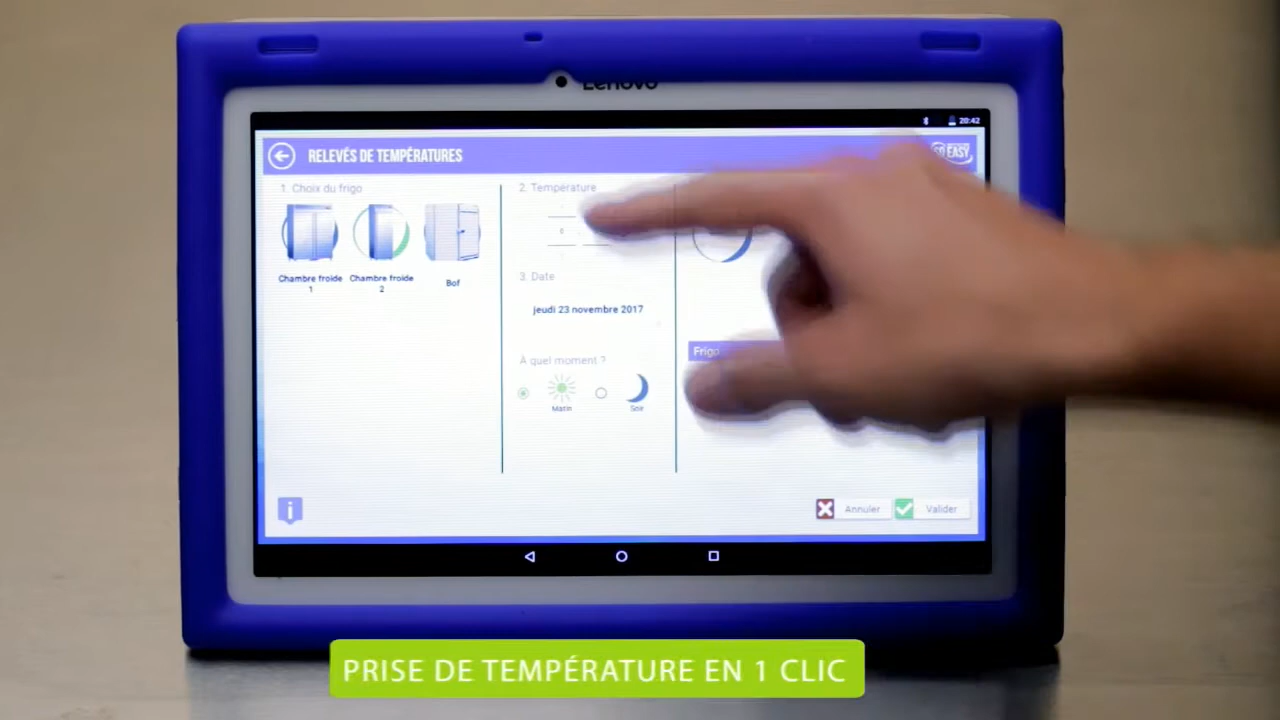 Lenovo
20:42
RELEVÉS DE TEMPÉRATURES
EASY
1. Choix du frigo
2. Température
0
Chambre froide
1
Chambre froide
2
Bof
3. Date
jeudi 23 novembre 2017
A quel moment ?
Matin
Soir
Frigo
i
Annuler
Valider
PRISE DE TEMPÉRATURE EN 1 CLIC